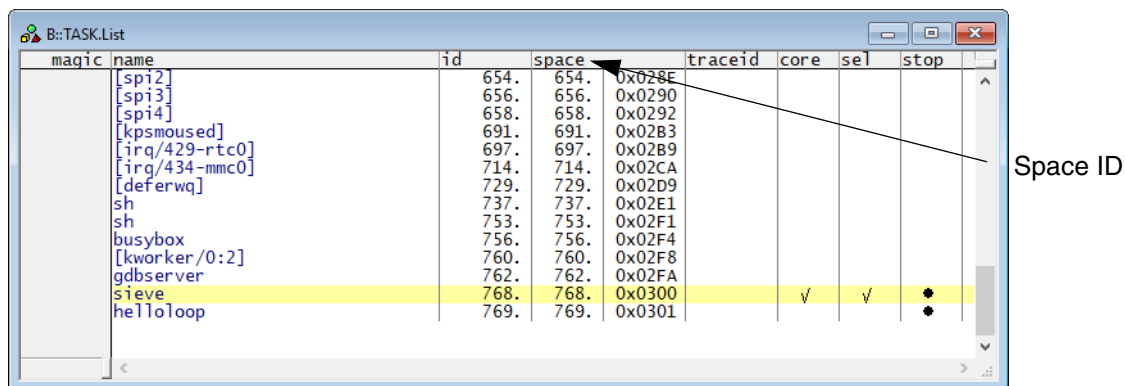 B::TASK.List
magic name id space traceid core sel stop
[spi2] 654. 654. 0x028E
[spi3] 656. 656. 0x0290
[spi4] 658. 658. 0x0292
[kpsmoused] 691. 691. 0x02B3
[irq/429-rtc0] 697. 697. 0x02B9
[irq/434-mmc0] 714. 714. 0x02CA
[deferwq] 729. 729. 0x02D9
sh 737. 737. 0x02E1
sh 753. 753. 0x02F1
busybox 756. 756. 0x02F4
[kworker/0:2] 760. 760. 0x02F8
gdbserver 762. 762. 0x02FA
sieve 768. 768. 0x0300 √ √ ●
helloloop 769. 769. 0x0301 ●
Space ID